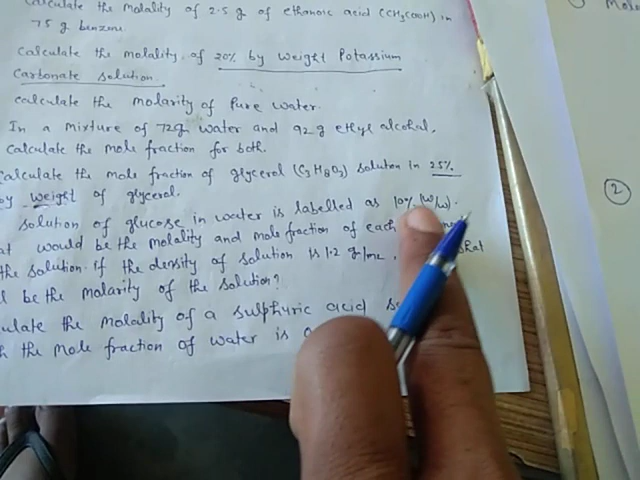 Calculate the molality of 2.5 g of ethanoic acid (CH3COOH) in
75 g benzene.
Calculate the molality of 20% by weight Potassium
Carbonate solution.
Calculate the molarity of Pure water.
In a mixture of 72g water and 92 g ethyl alcohol,
calculate the mole fraction for both.
Calculate the mole fraction of glycerol (C3H8O3) solution in 25%
by weight of glycerol.
solution of glucose in water is labelled as 10% (w/w).
would be the molality and mole fraction of each
the solution. if the density of solution is 1.2 gr/mL,
be the molarity of the solution?
the molality of a sulphuric acid
the mole fraction of water is
2